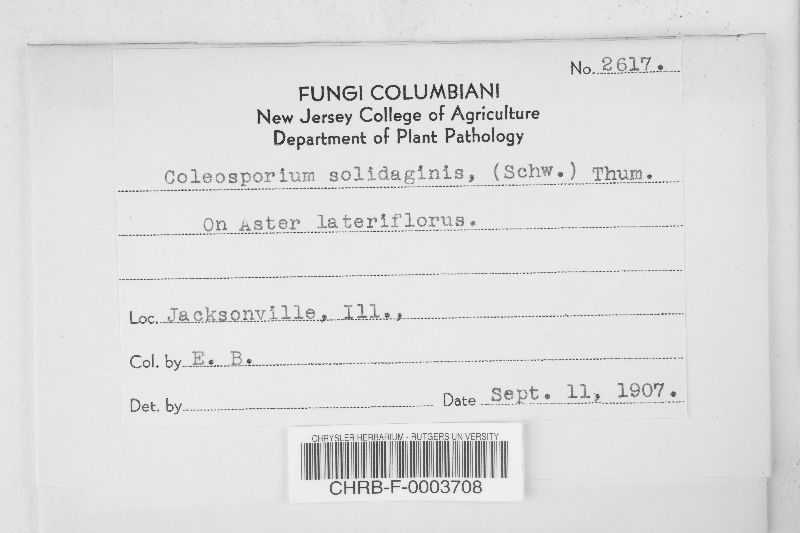 No. 2617.
FUNGI COLUMBIANI
New Jersey College of Agriculture
Department of Plant Pathology
Coleosporium solidaginis, (Schw.) Thum.
On Aster lateriflorus.
Loc. Jacksonville, Ill.,
Col. by E. B.
Det. by
Date Sept. 11, 1907.
CHRYSLER HERBARIUM - RUTGERS UNIVERSITY
CHRB-F-0003708